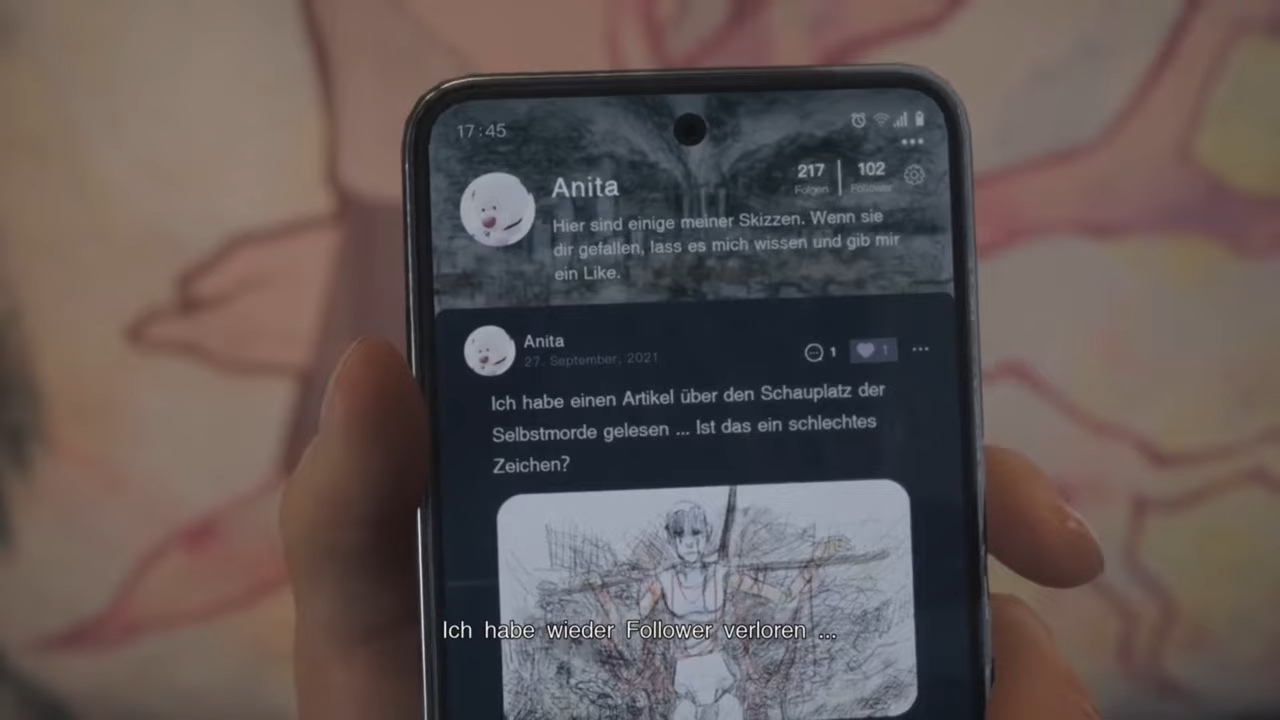 17:45
217
102
Folgen
Follower
Anita
Hier sind einige meiner Skizzen. Wenn sie
dir gefallen, lass es mich wissen und gib mir
ein Like.
Anita
27. September, 2021
1
1
Ich habe einen Artikel über den Schauplatz der
Selbstmorde gelesen ... Ist das ein schlechtes
Zeichen?
Ich habe wieder Follower verloren ...